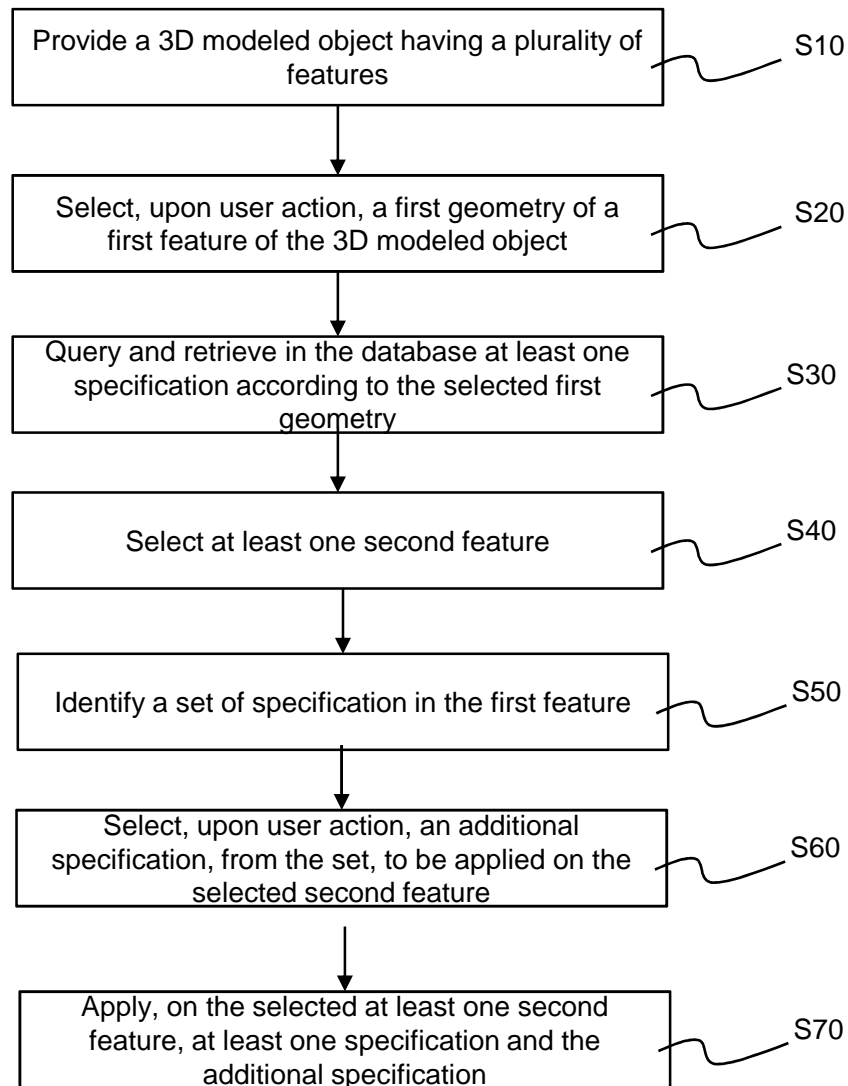 Provide a 3D modeled object having a plurality of
features
S10
Select, upon user action, a first geometry of a
first feature of the 3D modeled object
S20
Query and retrieve in the database at least one
specification according to the selected first
geometry
S30
Select at least one second feature
S40
Identify a set of specification in the first feature
S50
Select, upon user action, an additional
specification, from the set, to be applied on the
selected second feature
S60
Apply, on the selected at least one second
feature, at least one specification and the
additional specification
S70